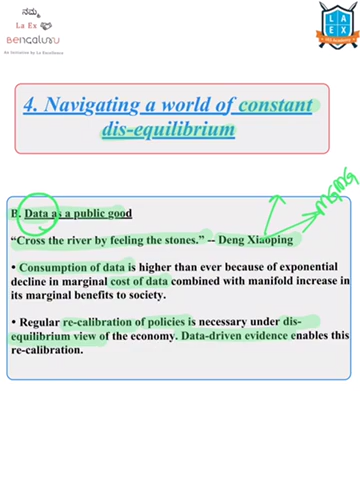 ನಮ್ಮ
La Ex
BENGALURU
An Initiative by La Excellence
LA
EX
4. Navigating a world of constant
dis-equilibrium
B. Data as a public good
“Cross the river by feeling the stones.” -- Deng Xiaoping
• Consumption of data is higher than ever because of exponential
decline in marginal cost of data combined with manifold increase in
its marginal benefits to society.
• Regular re-calibration of policies is necessary under dis-
equilibrium view of the economy. Data-driven evidence enables this
re-calibration.